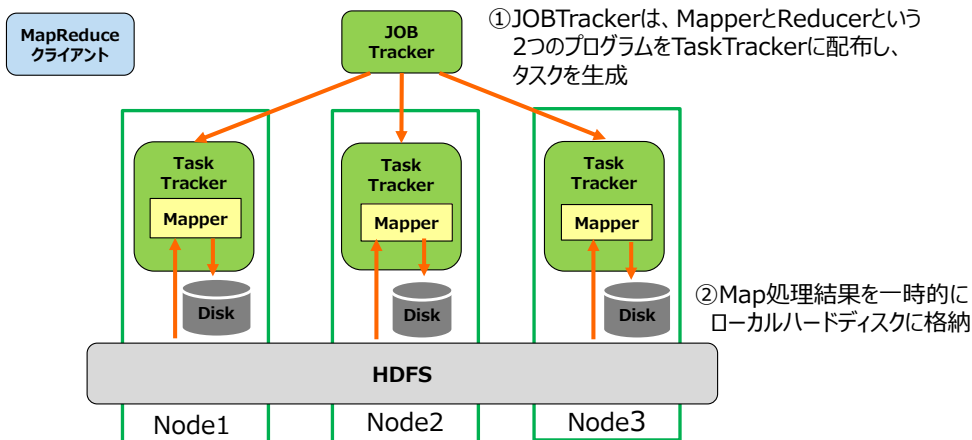 MapReduce
クライアント
JOB
Tracker
①JOBTrackerは、MapperとReducerという
2つのプログラムをTaskTrackerに配布し、
タスクを生成
Task
Tracker
Mapper
Disk
Task
Tracker
Mapper
Disk
Task
Tracker
Mapper
Disk
②Map処理結果を一時的に
ローカルハードディスクに格納
HDFS
Node1
Node2
Node3